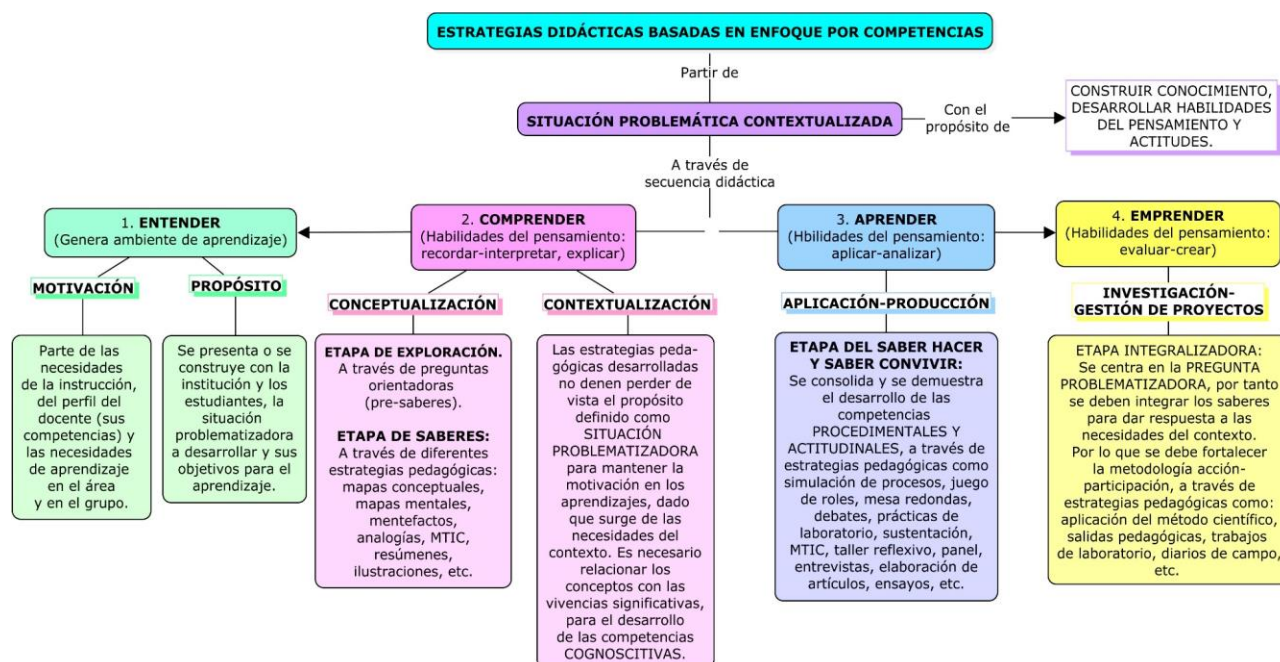 ESTRATEGIAS DIDÁCTICAS BASADAS EN ENFOQUE POR COMPETENCIAS
Partir de
SITUACIÓN PROBLEMÁTICA CONTEXTUALIZADA
Con el
propósito de
CONSTRUIR CONOCIMIENTO,
DESARROLLAR HABILIDADES
DEL PENSAMIENTO Y
ACTITUDES.
A través de
secuencia didáctica
1. ENTENDER
(Genera ambiente de aprendizaje)
MOTIVACIÓN
Parte de las
necesidades
de la instrucción,
del perfil del
docente (sus
competencias) y
las necesidades
de aprendizaje
en el área
y en el grupo.
PROPÓSITO
Se presenta o se
construye con la
institución y los
estudiantes, la
situación
problematizadora
a desarrollar y sus
objetivos para el
aprendizaje.
2. COMPRENDER
(Habilidades del pensamiento:
recordar-interpretar, explicar)
CONCEPTUALIZACIÓN
ETAPA DE EXPLORACIÓN.
A través de preguntas
orientadoras
(pre-saberes).
ETAPA DE SABERES:
A través de diferentes
estrategias pedagógicas:
mapas conceptuales,
mapas mentales,
mentefactos,
analogías, MTIC,
resúmenes,
ilustraciones, etc.
CONTEXTUALIZACIÓN
Las estrategias peda-
gógicas desarrolladas
no denen perder de
vista el propósito
definido como
SITUACIÓN
PROBLEMATIZADORA
para mantener la
motivación en los
aprendizajes, dado
que surge de las
necesidades del
contexto. Es necesario
relacionar los
conceptos con las
vivencias significativas,
para el desarrollo
de las competencias
COGNOSCITIVAS.
3. APRENDER
(Hbilidades del pensamiento:
aplicar-analizar)
APLICACIÓN-PRODUCCIÓN
ETAPA DEL SABER HACER
Y SABER CONVIVIR:
Se consolida y se demuestra
el desarrollo de las
competencias
PROCEDIMENTALES Y
ACTITUDINALES, a través de
estrategias pedagógicas como
simulación de procesos, juego
de roles, mesa redondas,
debates, prácticas de
laboratorio, sustentación,
MTIC, taller reflexivo, panel,
entrevistas, elaboración de
artículos, ensayos, etc.
4. EMPRENDER
(Habilidades del pensamiento:
evaluar-crear)
INVESTIGACIÓN-
GESTIÓN DE PROYECTOS
ETAPA INTEGRALIZADORA:
Se centra en la PREGUNTA
PROBLEMATIZADORA, por tanto
se deben integrar los saberes
para dar respuesta a las
necesidades del contexto.
Por lo que se debe fortalecer
la metodología acción-
participación, a través de
estrategias pedagógicas como:
aplicación del método científico,
salidas pedagógicas, trabajos
de laboratorio, diarios de campo,
etc.